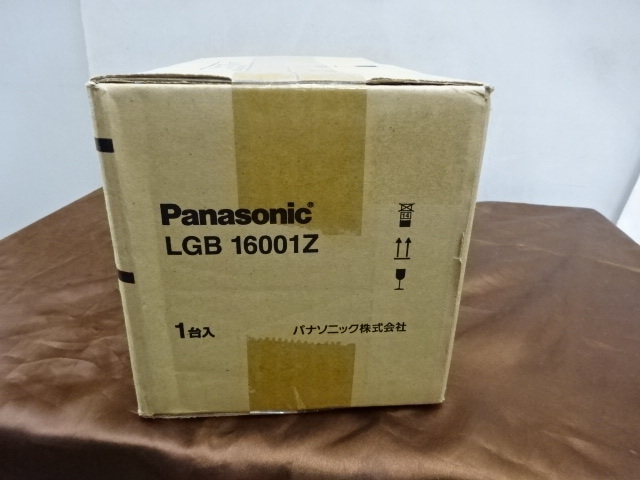 Panasonic
LGB 16001Z
1台入
パナソニック株式会社